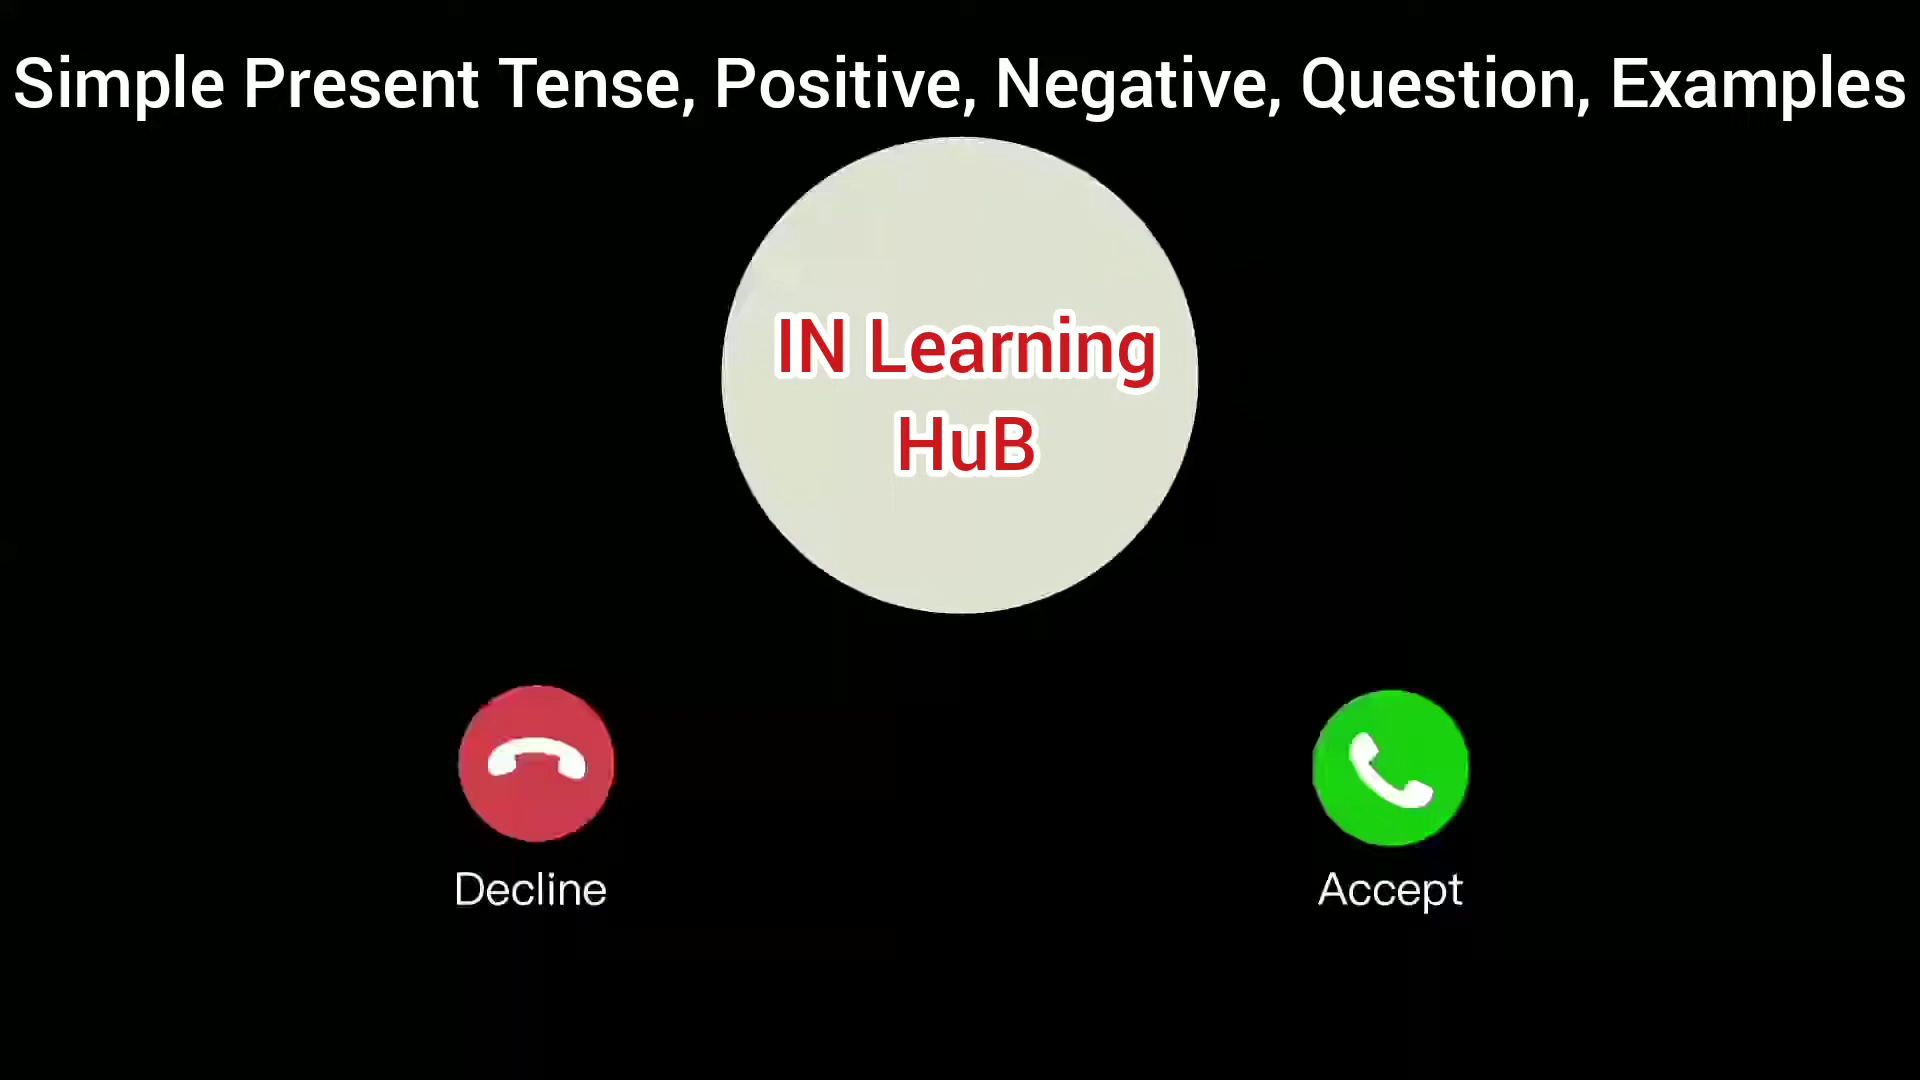 Simple Present Tense, Positive, Negative, Question, Examples
IN Learning
HuB
Decline
Accept